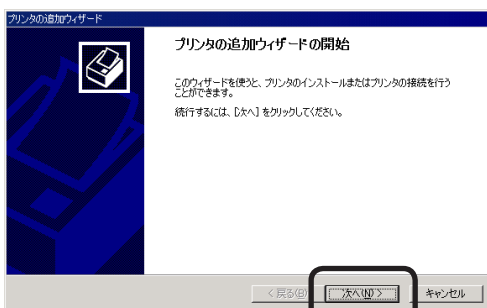 プリンタの追加ウィザード
プリンタの追加ウィザードの開始
このウィザードを使うと、プリンタのインストールまたはプリンタの接続を行う
ことができます。
続行するには、[次へ] をクリックしてください。
< 戻る(B)
次へ(N) >
キャンセル